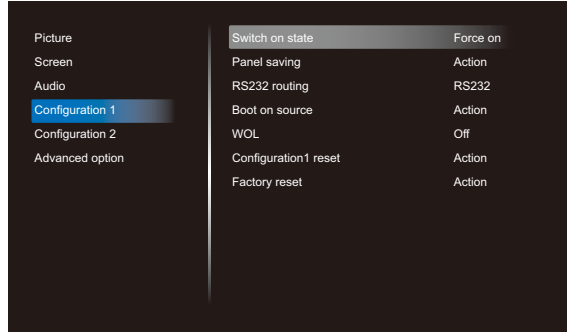 Picture
Screen
Audio
Configuration 1
Configuration 2
Advanced option
Switch on state Force on
Panel saving Action
RS232 routing RS232
Boot on source Action
WOL Off
Configuration1 reset Action
Factory reset Action